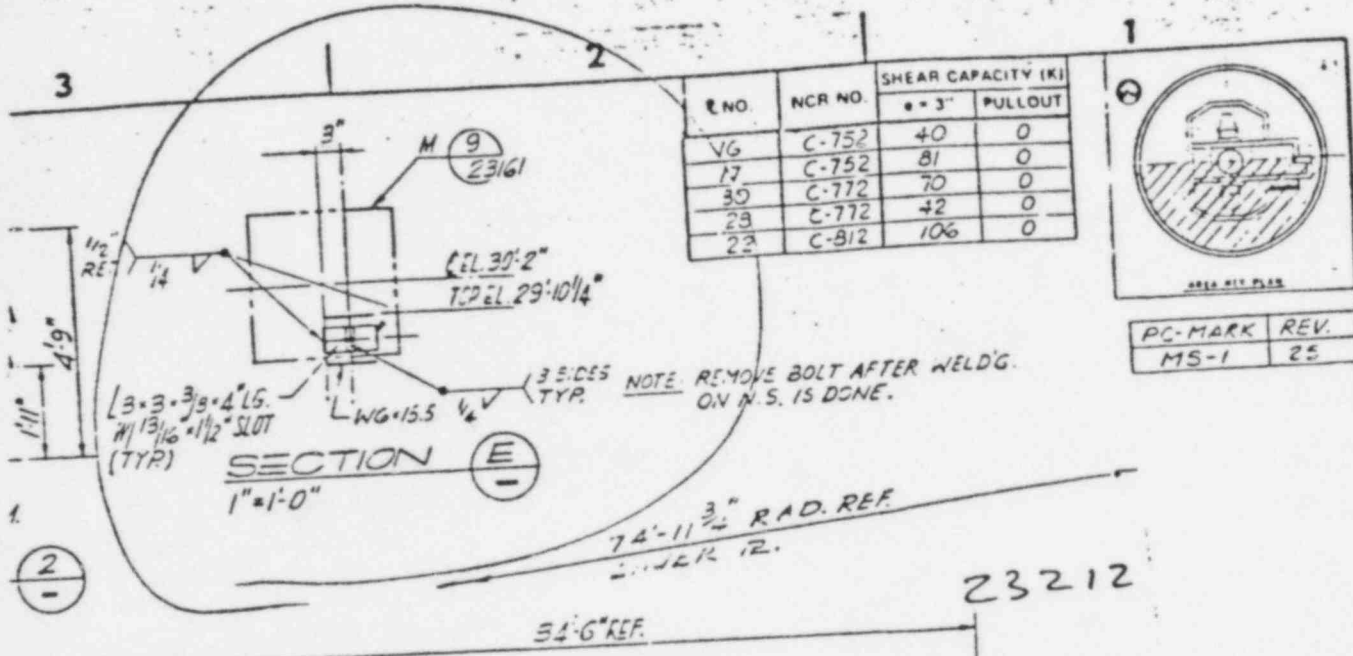 3
2
1
℄ NO. NCR NO. SHEAR CAPACITY (K)
e = 3" PULLOUT
C-752 40 0
17 C-752 81 0
30 C-772 70 0
28 C-772 42 0
22 C-812 106 0
AREA KEY PLAN
PC-MARK REV.
MS-1 25
3"
M 9
23161
1/2"
1/4
℄ EL. 30'-2"
TOP EL. 29'-10 1/4"
4'-9"
1'-11"
L 3 × 3 × 3/8 × 4" LG.
W/ 13/16 × 1 1/2" SLOT
(TYP.)
WG × 15.5
1/4
3 SIDES
TYP.
NOTE: REMOVE BOLT AFTER WELD'G.
ON N.S. IS DONE.
SECTION E
-
1" = 1'-0"
74'-11 3/4" RAD. REF.
2
-
23212
34'-6" REF.